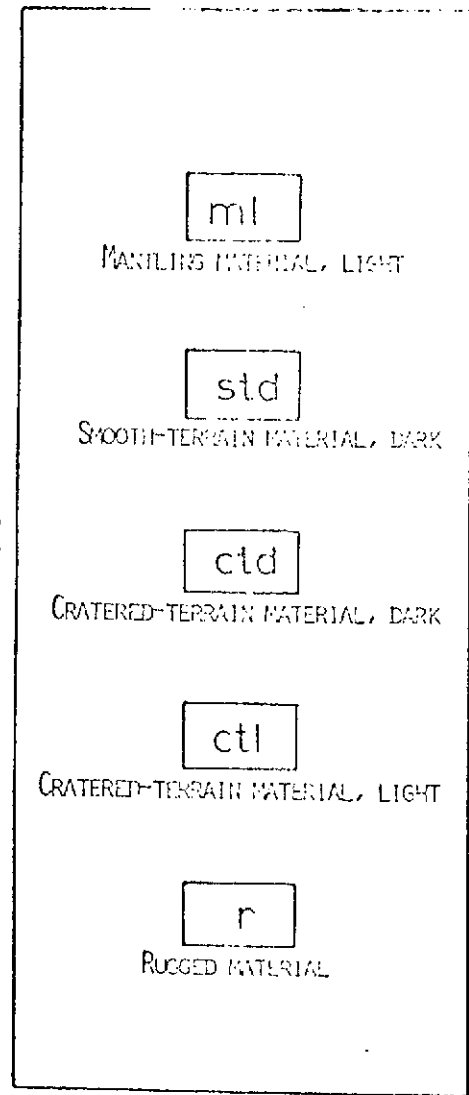 ml
MANTLING MATERIAL, LIGHT
std
SMOOTH-TERRAIN MATERIAL, DARK
ctd
CRATERED-TERRAIN MATERIAL, DARK
ctl
CRATERED-TERRAIN MATERIAL, LIGHT
r
RUGGED MATERIAL